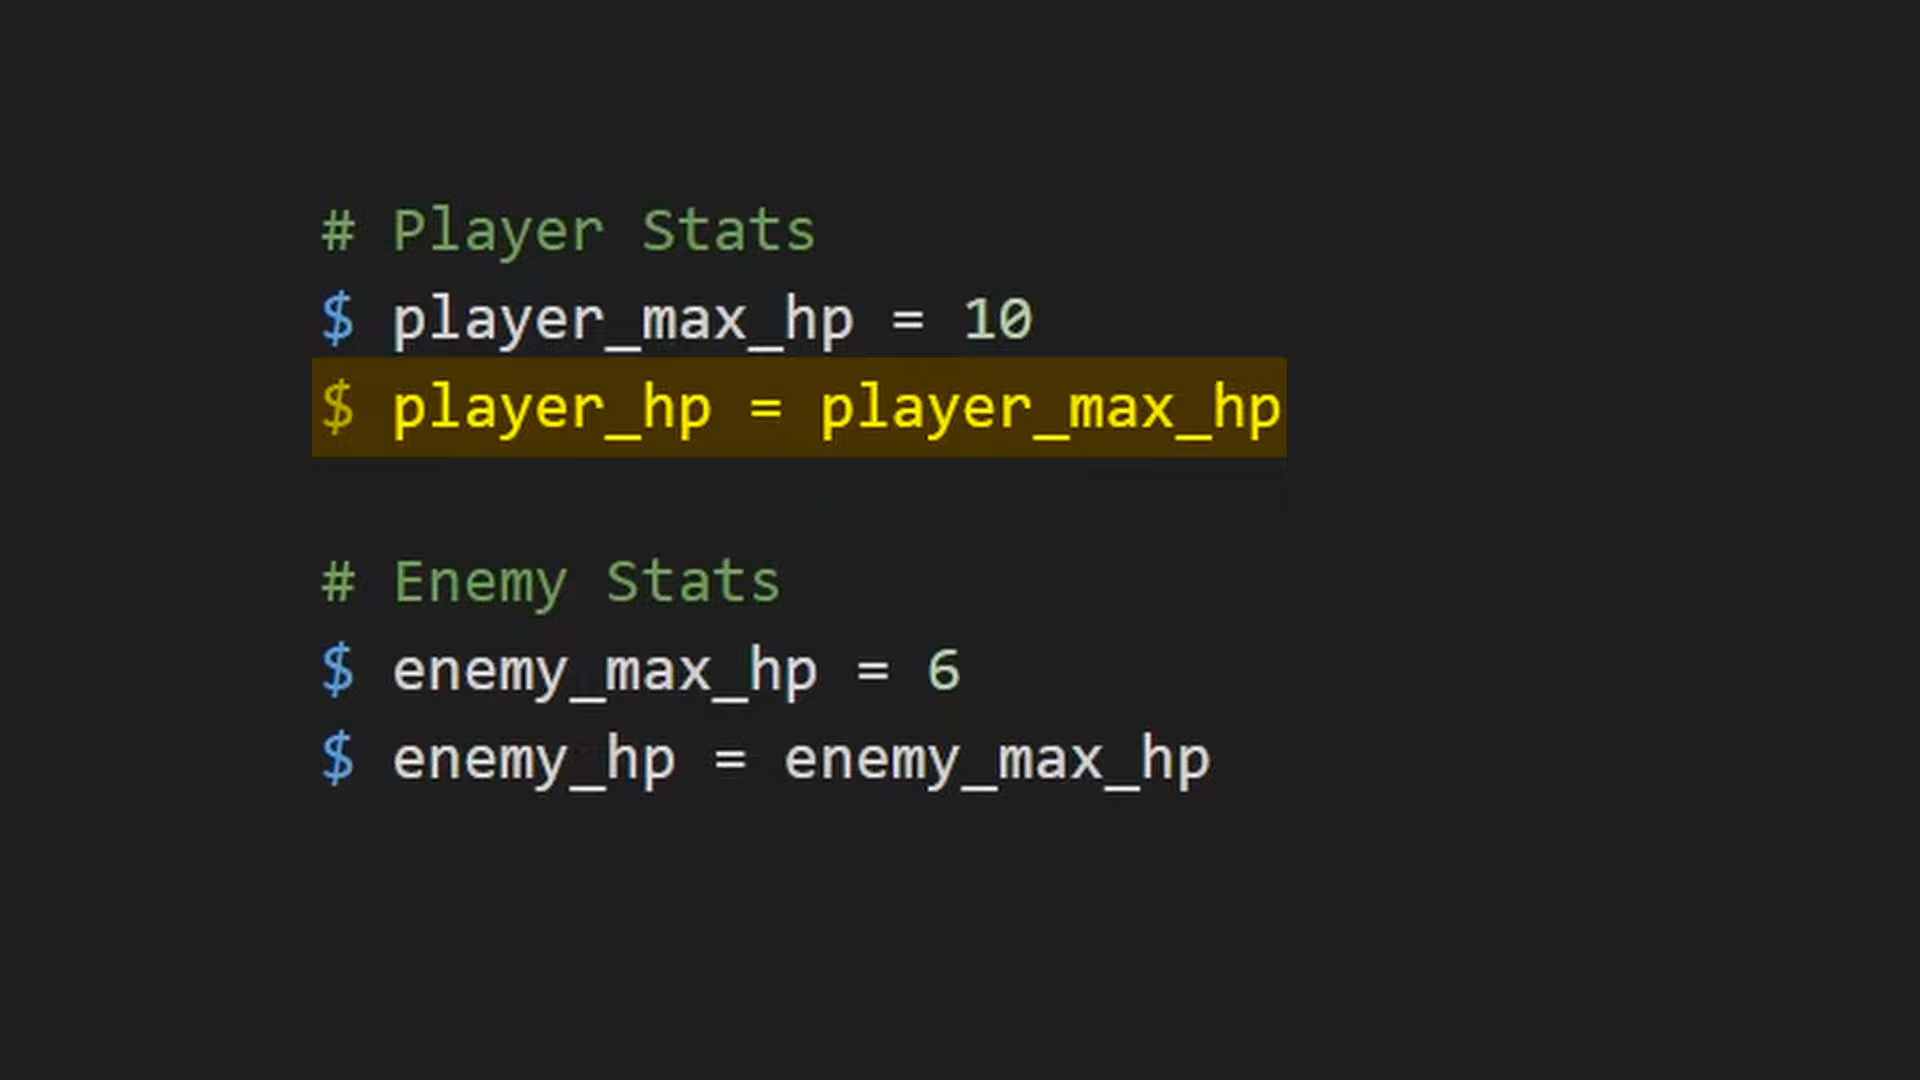 # Player Stats
$ player_max_hp = 10
$ player_hp = player_max_hp
# Enemy Stats
$ enemy_max_hp = 6
$ enemy_hp = enemy_max_hp